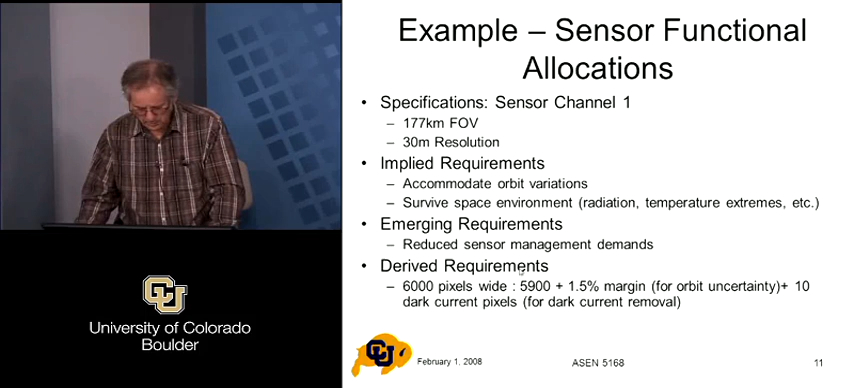 Example – Sensor Functional
Allocations
• Specifications: Sensor Channel 1
– 177km FOV
– 30m Resolution
• Implied Requirements
– Accommodate orbit variations
– Survive space environment (radiation, temperature extremes, etc.)
• Emerging Requirements
– Reduced sensor management demands
• Derived Requirements
– 6000 pixels wide : 5900 + 1.5% margin (for orbit uncertainty)+ 10
dark current pixels (for dark current removal)
CU
University of Colorado
Boulder
CU
February 1, 2008
ASEN 5168
11